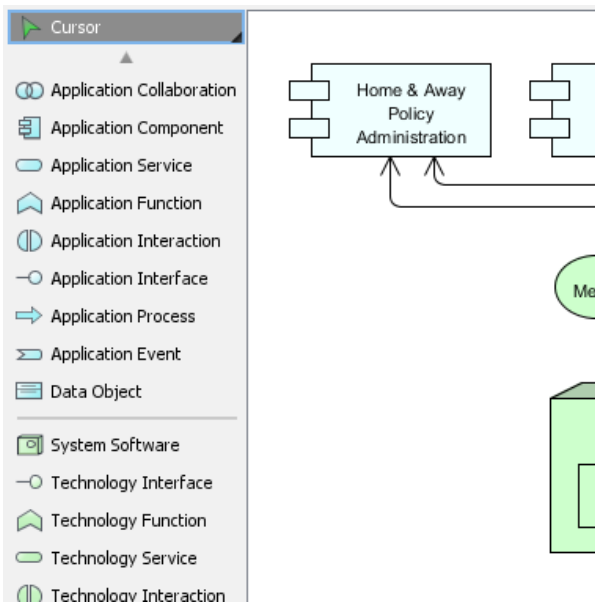 Cursor
Application Collaboration
Application Component
Application Service
Application Function
Application Interaction
Application Interface
Application Process
Application Event
Data Object
System Software
Technology Interface
Technology Function
Technology Service
Technology Interaction
Home & Away
Policy
Administration
Me